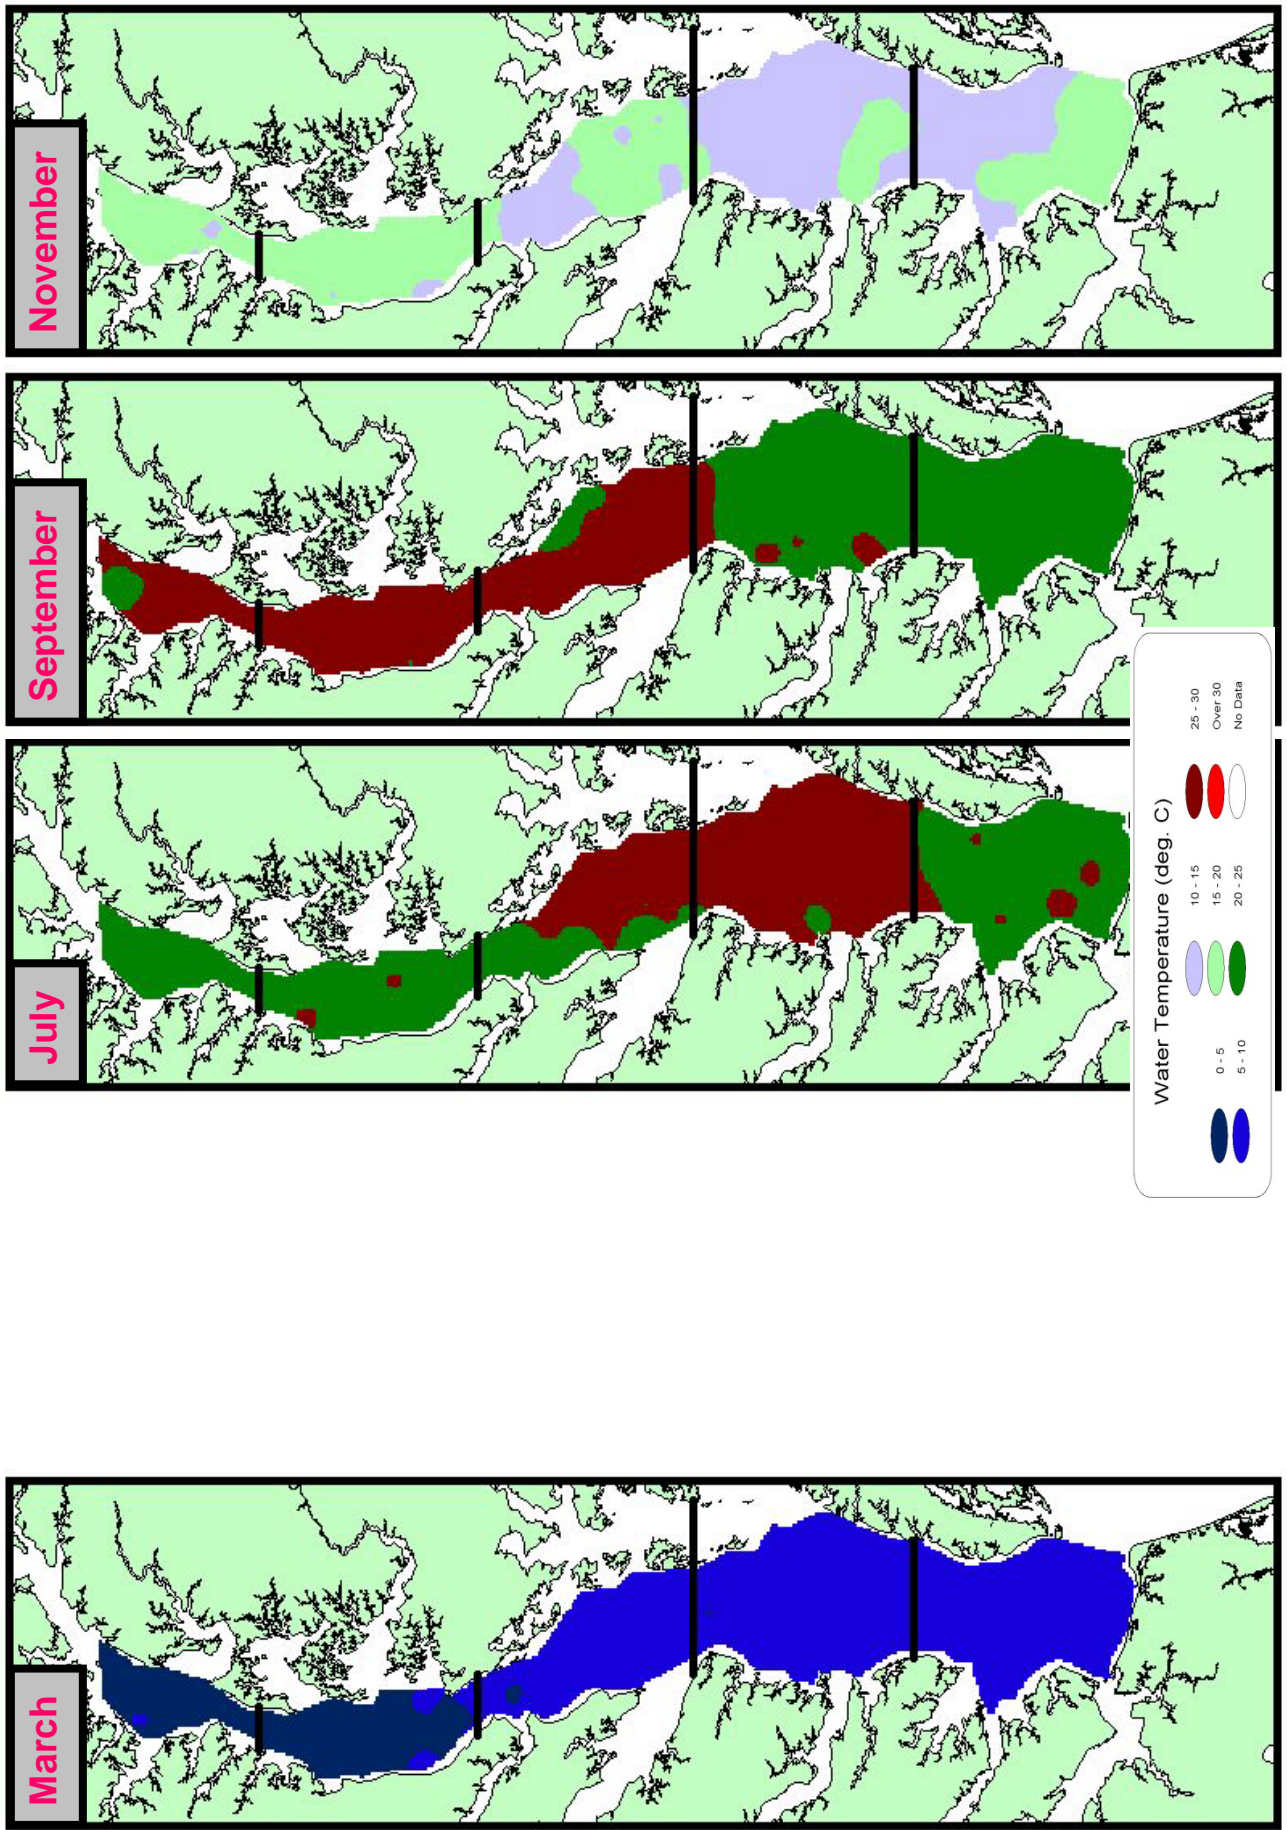 March
July
September
November
Water Temperature (deg. C)
0 - 5
5 - 10
10 - 15
15 - 20
20 - 25
25 - 30
Over 30
No Data